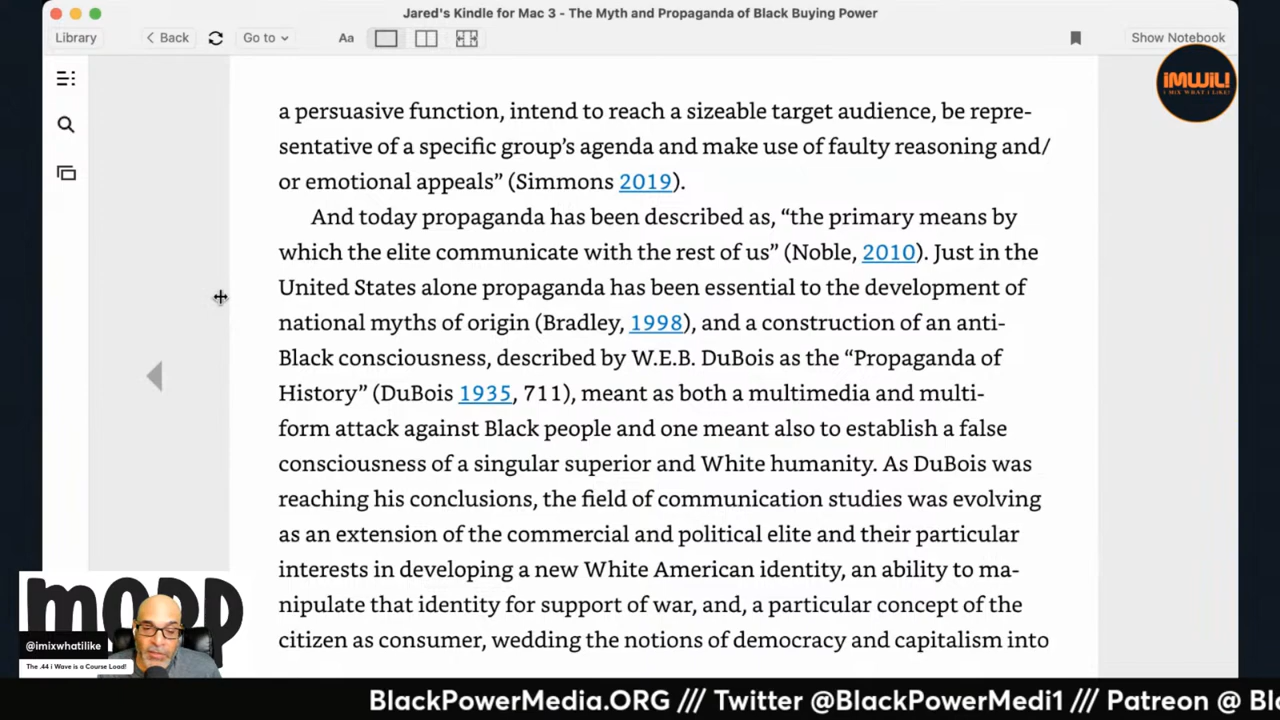 Jared's Kindle for Mac 3 - The Myth and Propaganda of Black Buying Power
Library
Back
Go to
Aa
Show Notebook
iMWiL!
I MIX WHAT I LIKE!
a persuasive function, intend to reach a sizeable target audience, be repre-
sentative of a specific group's agenda and make use of faulty reasoning and/
or emotional appeals” (Simmons 2019).
And today propaganda has been described as, “the primary means by
which the elite communicate with the rest of us” (Noble, 2010). Just in the
United States alone propaganda has been essential to the development of
national myths of origin (Bradley, 1998), and a construction of an anti-
Black consciousness, described by W.E.B. DuBois as the “Propaganda of
History” (DuBois 1935, 711), meant as both a multimedia and multi-
form attack against Black people and one meant also to establish a false
consciousness of a singular superior and White humanity. As DuBois was
reaching his conclusions, the field of communication studies was evolving
as an extension of the commercial and political elite and their particular
interests in developing a new White American identity, an ability to ma-
nipulate that identity for support of war, and, a particular concept of the
citizen as consumer, wedding the notions of democracy and capitalism into
@imixwhatilike
The .44 i Wave is a Course Load!
BlackPowerMedia.ORG /// Twitter @BlackPowerMedi1 /// Patreon @ Bl